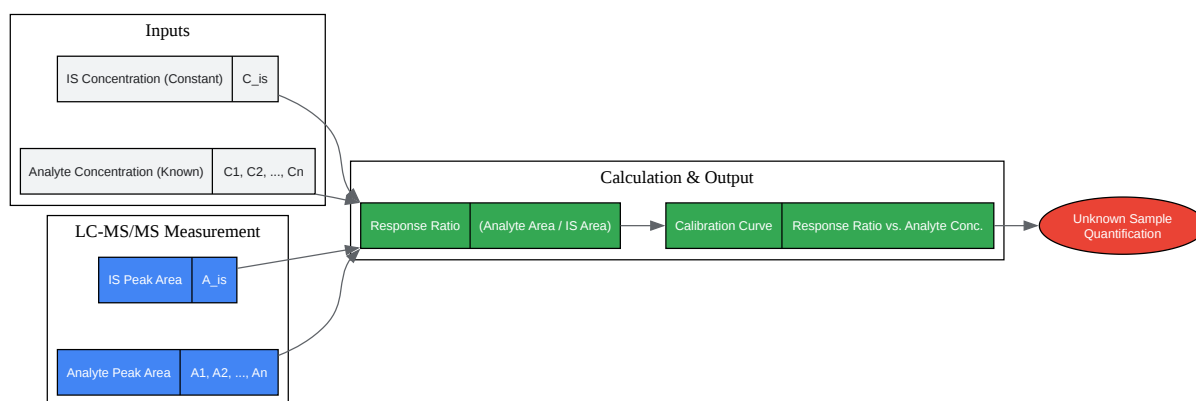 Inputs
IS Concentration (Constant) C_is
Analyte Concentration (Known) C1, C2, ..., Cn
LC-MS/MS Measurement
IS Peak Area A_is
Analyte Peak Area A1, A2, ..., An
Calculation & Output
Response Ratio (Analyte Area / IS Area)
Calibration Curve Response Ratio vs. Analyte Conc.
Unknown Sample
Quantification